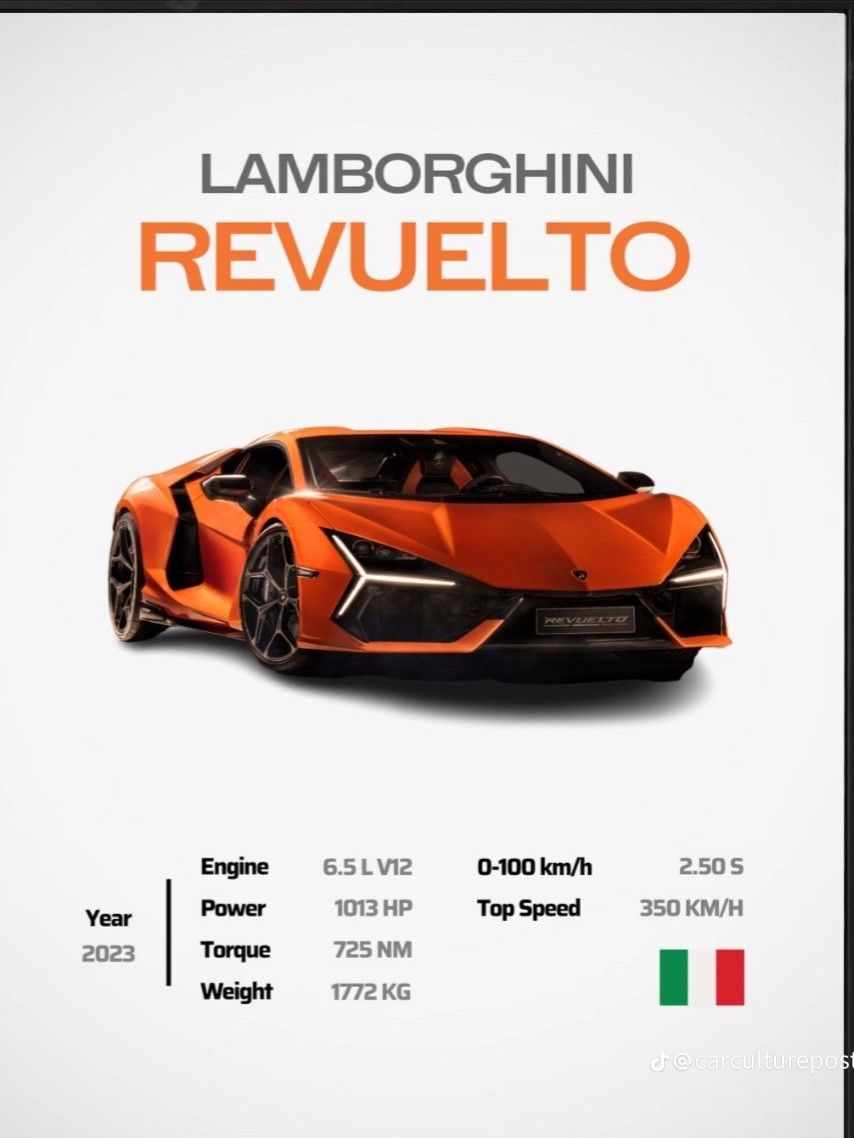 LAMBORGHINI
REVUELTO
REVUELTO
Year
2023
Engine 6.5 L V12
Power 1013 HP
Torque 725 NM
Weight 1772 KG
0-100 km/h 2.50 S
Top Speed 350 KM/H
@carculturepost